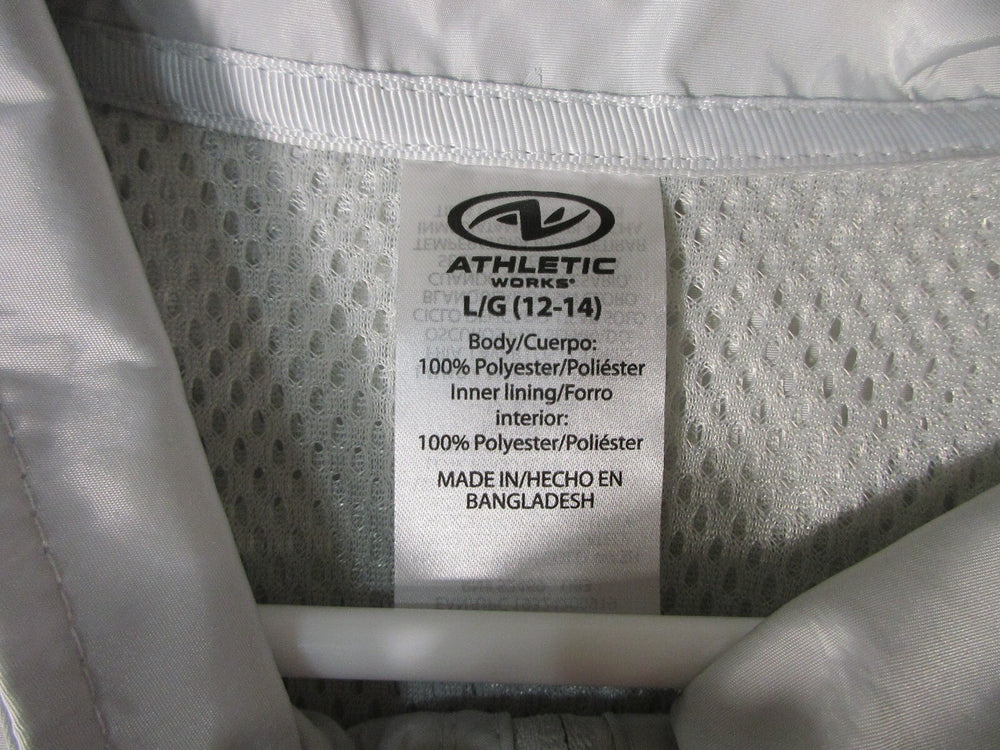 ATHLETIC
WORKS®
L/G (12-14)
Body/Cuerpo:
100% Polyester/Poliéster
Inner lining/Forro
interior:
100% Polyester/Poliéster
MADE IN/HECHO EN
BANGLADESH